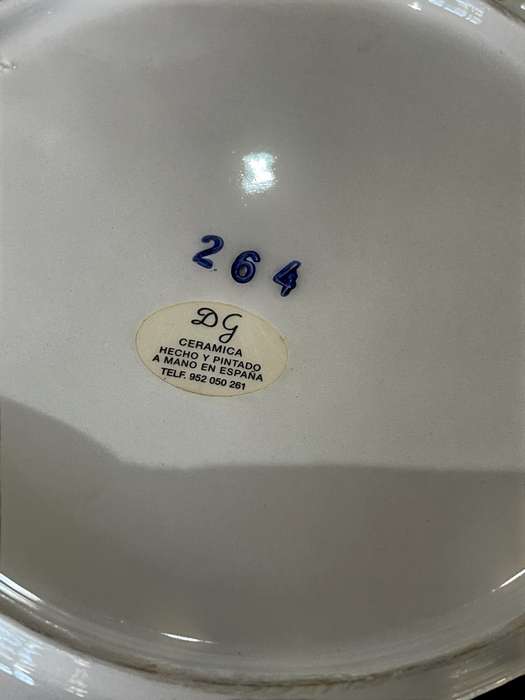 264
DG
CERAMICA
HECHO Y PINTADO
A MANO EN ESPAÑA
TELF. 952 050 261